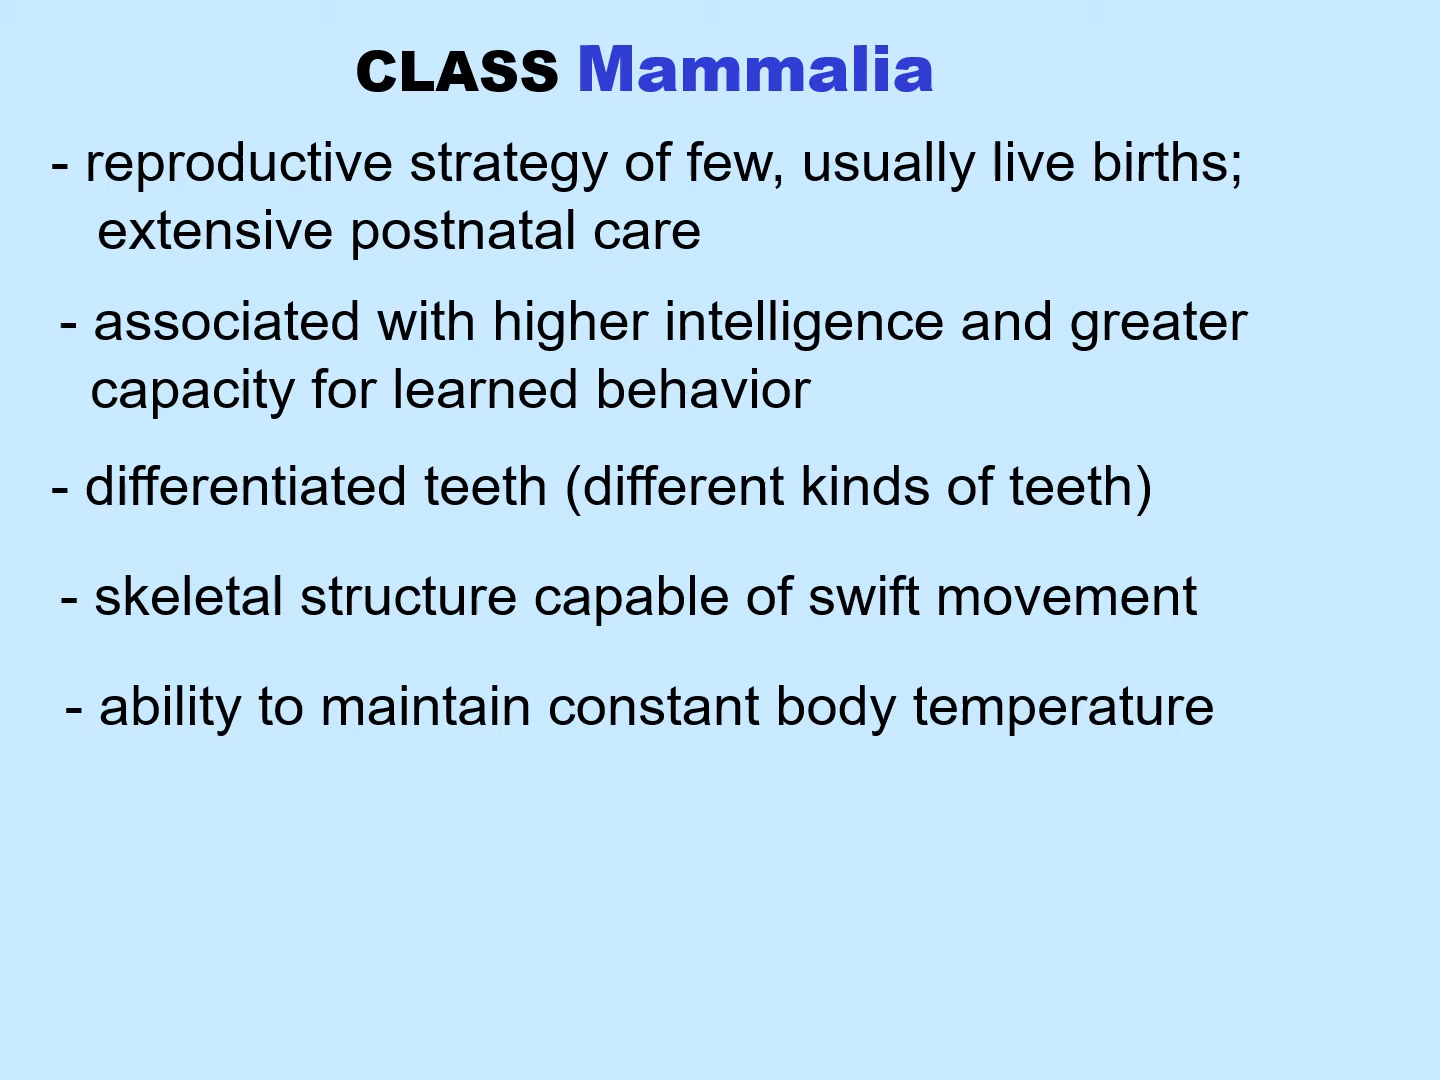 CLASS Mammalia
- reproductive strategy of few, usually live births;
extensive postnatal care
- associated with higher intelligence and greater
capacity for learned behavior
- differentiated teeth (different kinds of teeth)
- skeletal structure capable of swift movement
- ability to maintain constant body temperature